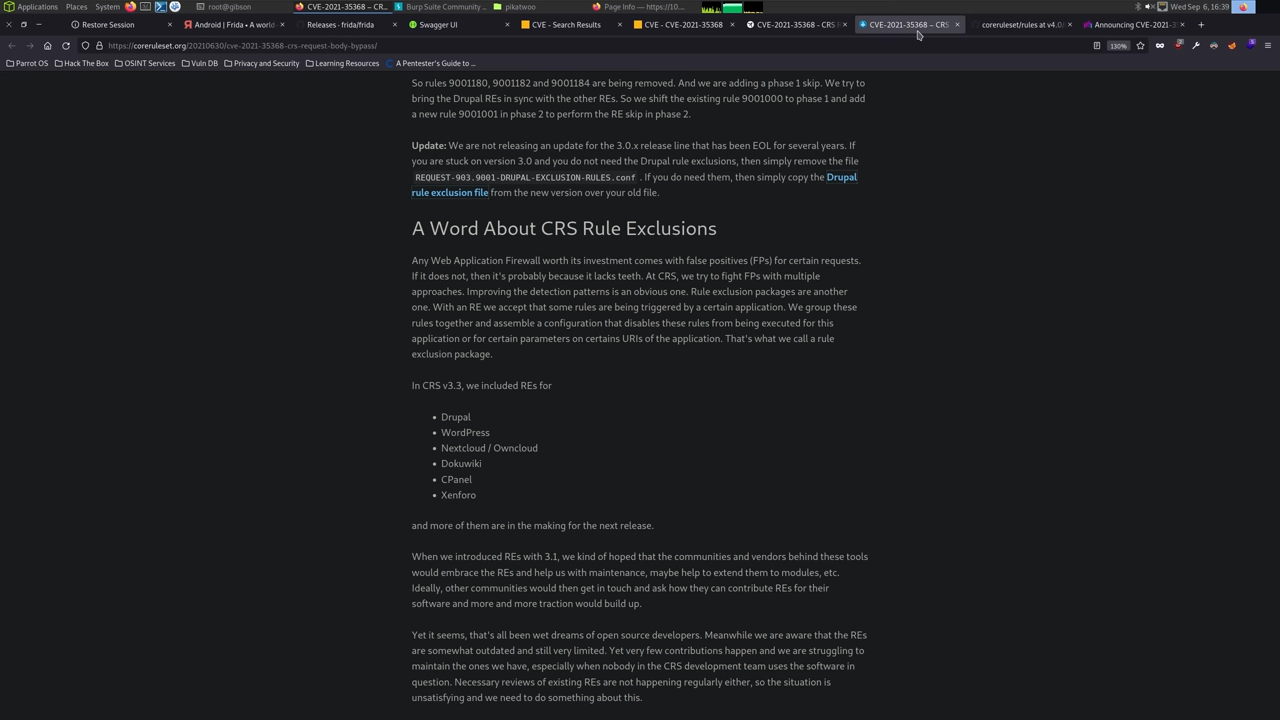 Applications Places System root@gibson CVE-2021-35368 – CR... Burp Suite Community ... pikatwoo Page Info — https://10.... Wed Sep 6, 16:39
Restore Session Android | Frida • A world- Releases · frida/frida Swagger UI CVE - Search Results CVE - CVE-2021-35368 CVE-2021-35368 : CRS CVE-2021-35368 – CRS coreruleset/rules at v4.0 Announcing CVE-2021-3
https://coreruleset.org/20210630/cve-2021-35368-crs-request-body-bypass/ 130%
Parrot OS Hack The Box OSINT Services Vuln DB Privacy and Security Learning Resources A Pentester's Guide to ...
So rules 9001180, 9001182 and 9001184 are being removed. And we are adding a phase 1 skip. We try to
bring the Drupal REs in sync with the other REs. So we shift the existing rule 9001000 to phase 1 and add
a new rule 9001001 in phase 2 to perform the RE skip in phase 2.
Update: We are not releasing an update for the 3.0.x release line that has been EOL for several years. If
you are stuck on version 3.0 and you do not need the Drupal rule exclusions, then simply remove the file
REQUEST-903.9001-DRUPAL-EXCLUSION-RULES.conf . If you do need them, then simply copy the Drupal
rule exclusion file from the new version over your old file.
A Word About CRS Rule Exclusions
Any Web Application Firewall worth its investment comes with false positives (FPs) for certain requests.
If it does not, then it's probably because it lacks teeth. At CRS, we try to fight FPs with multiple
approaches. Improving the detection patterns is an obvious one. Rule exclusion packages are another
one. With an RE we accept that some rules are being triggered by a certain application. We group these
rules together and assemble a configuration that disables these rules from being executed for this
application or for certain parameters on certains URIs of the application. That's what we call a rule
exclusion package.
In CRS v3.3, we included REs for
• Drupal
• WordPress
• Nextcloud / Owncloud
• Dokuwiki
• CPanel
• Xenforo
and more of them are in the making for the next release.
When we introduced REs with 3.1, we kind of hoped that the communities and vendors behind these tools
would embrace the REs and help us with maintenance, maybe help to extend them to modules, etc.
Ideally, other communities would then get in touch and ask how they can contribute REs for their
software and more and more traction would build up.
Yet it seems, that's all been wet dreams of open source developers. Meanwhile we are aware that the REs
are somewhat outdated and still very limited. Yet very few contributions happen and we are struggling to
maintain the ones we have, especially when nobody in the CRS development team uses the software in
question. Necessary reviews of existing REs are not happening regularly either, so the situation is
unsatisfying and we need to do something about this.